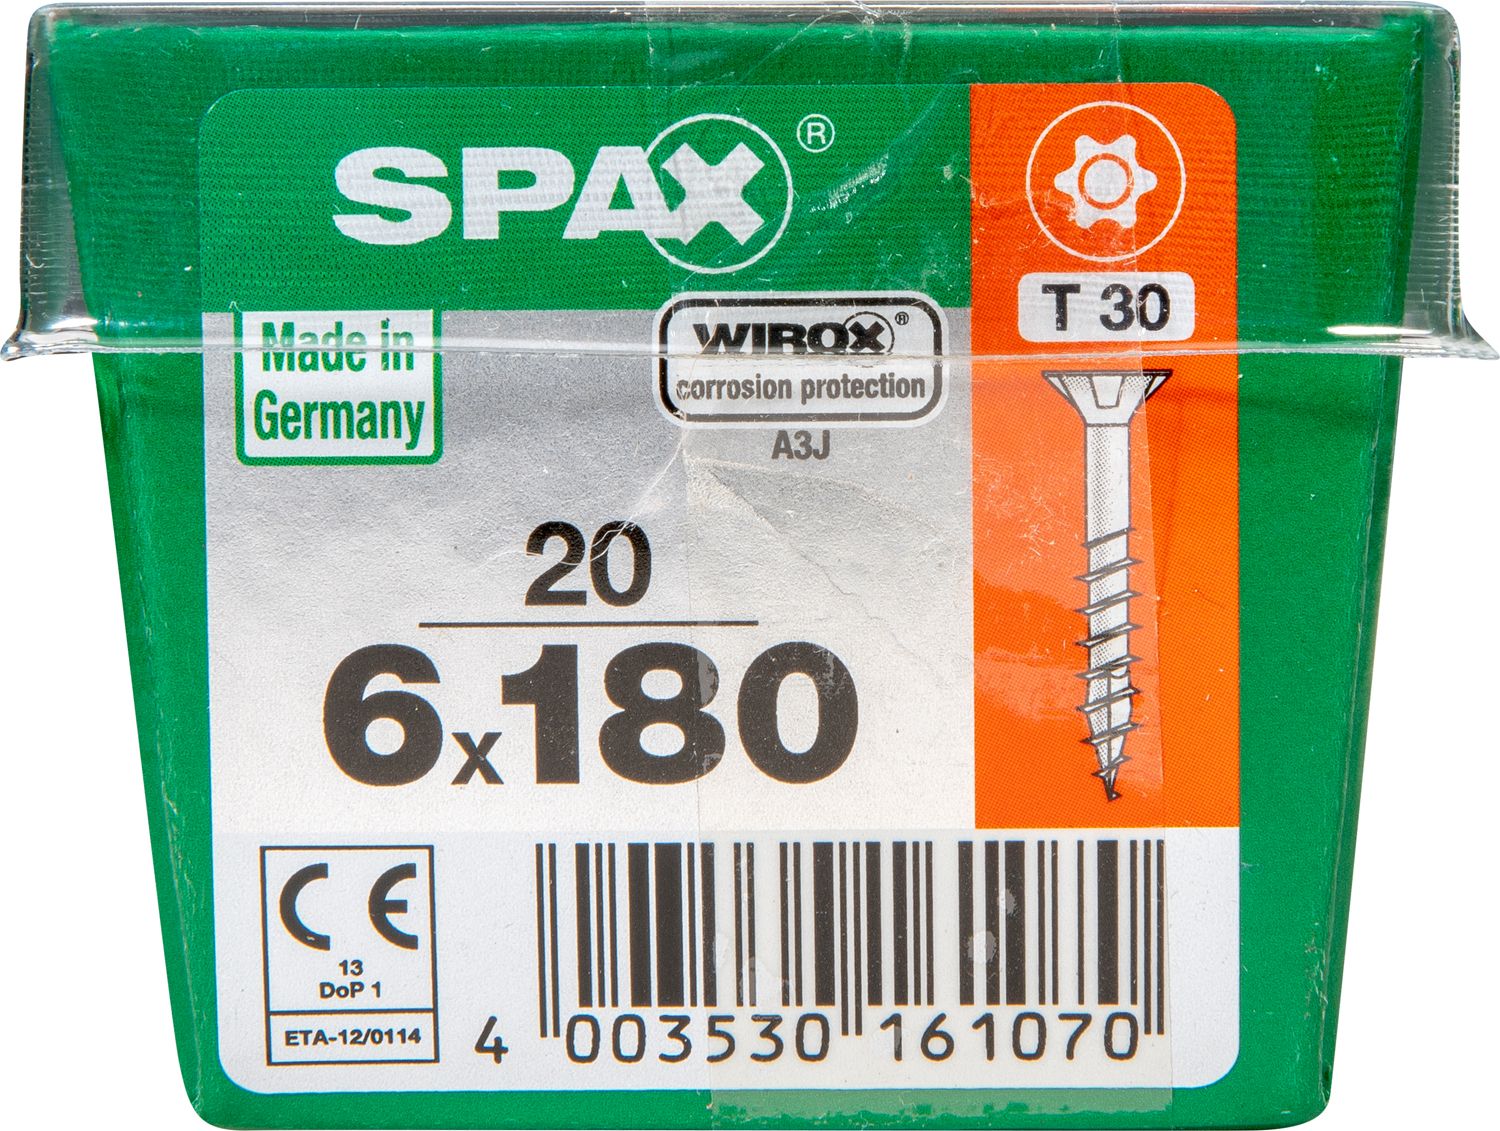 SPAX®
T 30
Made in
Germany
WIROX®
corrosion protection
A3J
20
6x180
CE
13
DoP 1
ETA-12/0114
4 003530 161070